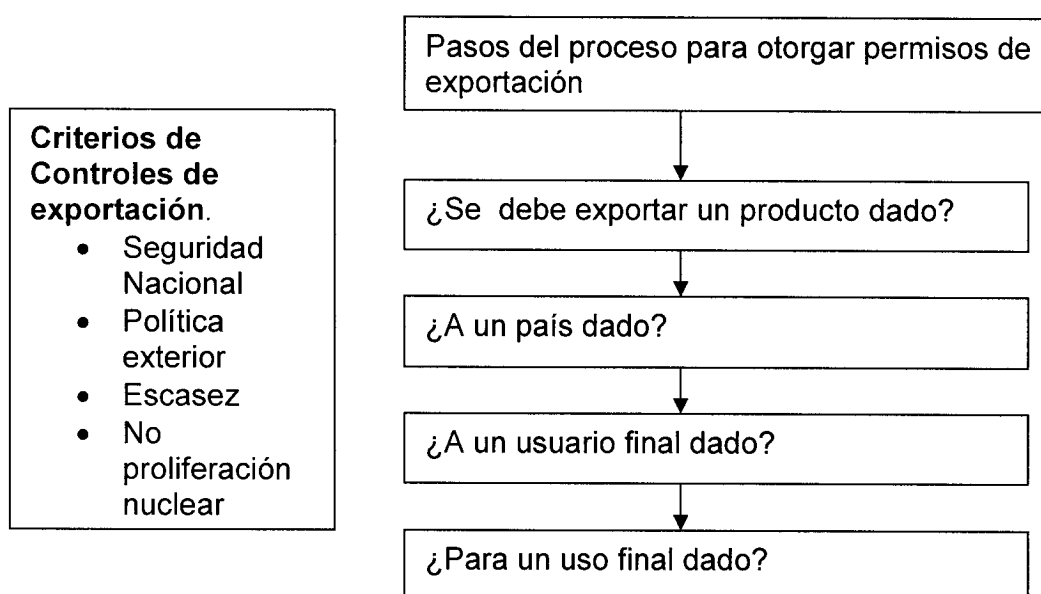 Criterios de
Controles de
exportación.
• Seguridad
Nacional
• Política
exterior
• Escasez
• No
proliferación
nuclear
Pasos del proceso para otorgar permisos de
exportación
¿Se debe exportar un producto dado?
¿A un país dado?
¿A un usuario final dado?
¿Para un uso final dado?